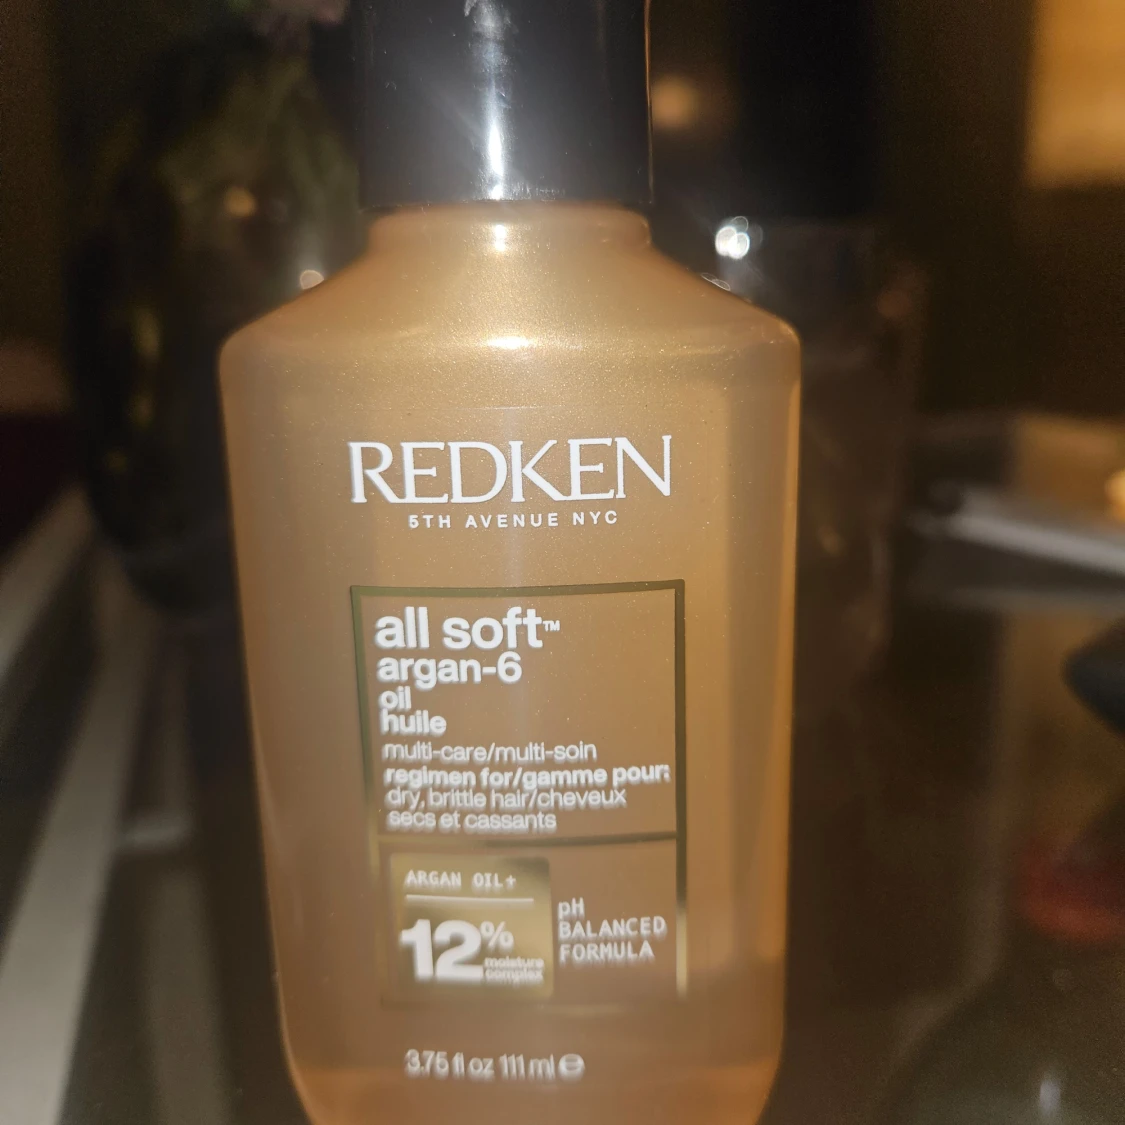 REDKEN
5TH AVENUE NYC
all soft™
argan-6
oil
huile
multi-care/multi-soin
regimen for/gamme pour:
dry, brittle hair/cheveux
secs et cassants
ARGAN OIL+
12%
moisture
complex
pH
BALANCED
FORMULA
3.75 fl oz 111 ml ℮